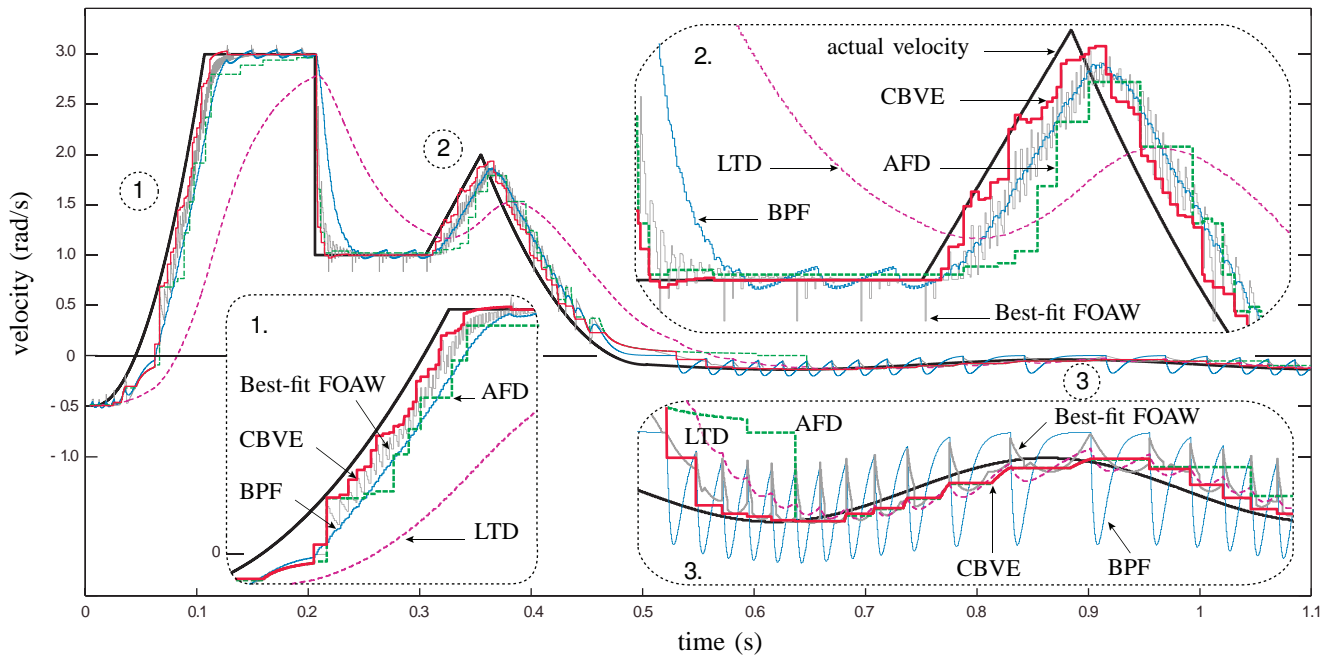 velocity (rad/s)
3.0
2.5
2.0
1.5
1.0
0.5
0
- 0.5
- 1.0
1
2
3
1.
Best-fit FOAW
CBVE
BPF
AFD
LTD
0
2.
actual velocity
CBVE
LTD
AFD
BPF
Best-fit FOAW
LTD
AFD
Best-fit FOAW
3.
CBVE
BPF
0 0.1 0.2 0.3 0.4 0.5 0.6 0.7 0.8 0.9 1 1.1
time (s)